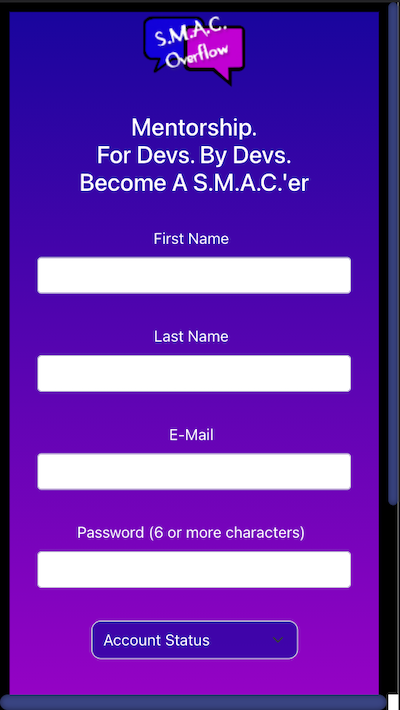 S.M.A.C.
Overflow
Mentorship.
For Devs. By Devs.
Become A S.M.A.C.'er
First Name
Last Name
E-Mail
Password (6 or more characters)
Account Status